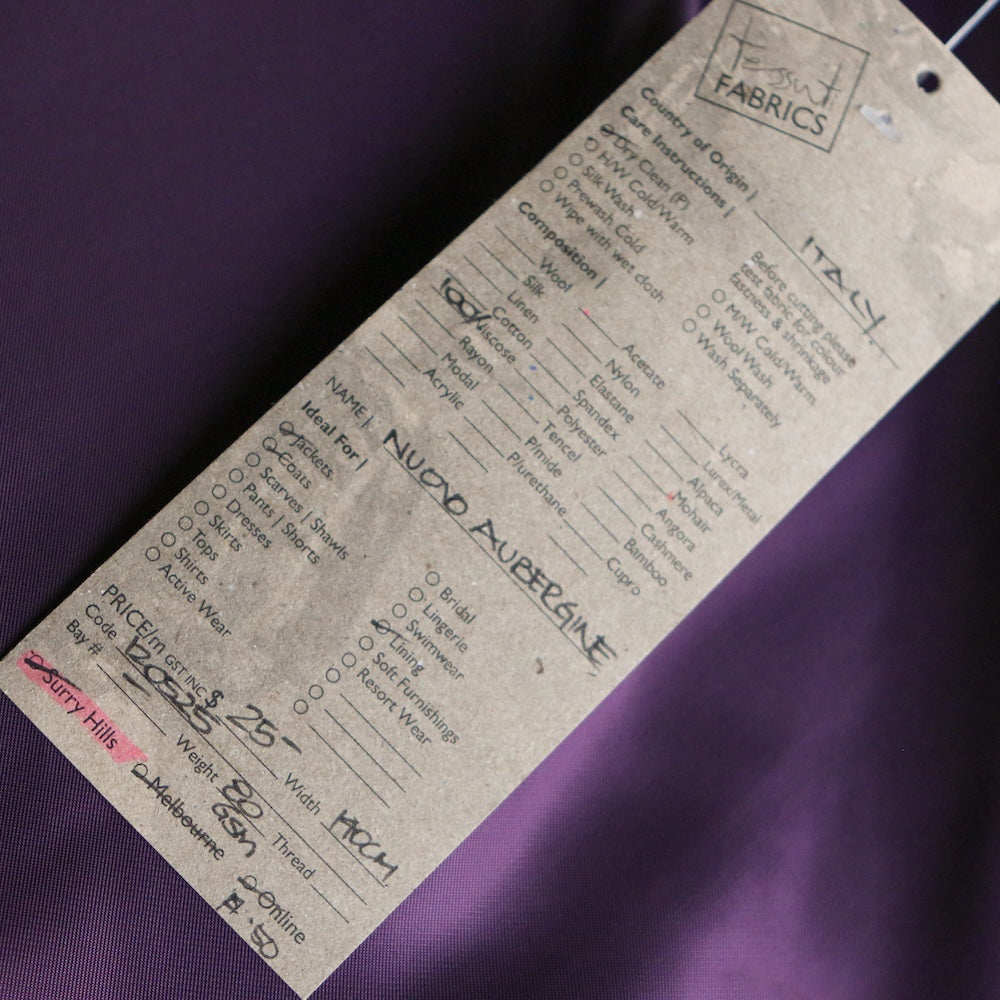 Tessuti
FABRICS
Country of Origin | ITALY
Care Instructions |
Dry Clean (P)
H/W Cold/Warm
Silk Wash
Prewash Cold
Wipe with wet cloth
Before cutting please
test fabric for colour
fastness & shrinkage
M/W Cold/Warm
Wool Wash
Wash Separately
Composition |
Wool
Silk
Linen
Cotton
100% Viscose
Rayon
Modal
Acrylic
Acetate
Nylon
Elastane
Spandex
Polyester
Tencel
P/mide
P/urethane
Lycra
Lurex/Metal
Alpaca
Mohair
Angora
Cashmere
Bamboo
Cupro
NAME | NUOVO AUBERGINE
Ideal For |
Jackets
Coats
Scarves | Shawls
Pants | Shorts
Dresses
Skirts
Tops
Shirts
Active Wear
Bridal
Lingerie
Swimwear
Lining
Soft Furnishings
Resort Wear
PRICE/m GST INC $ 25-
Code 120525
Width 140CM
Bay #
Weight 80 GSM
Thread
Surry Hills
Melbourne
Online
.50